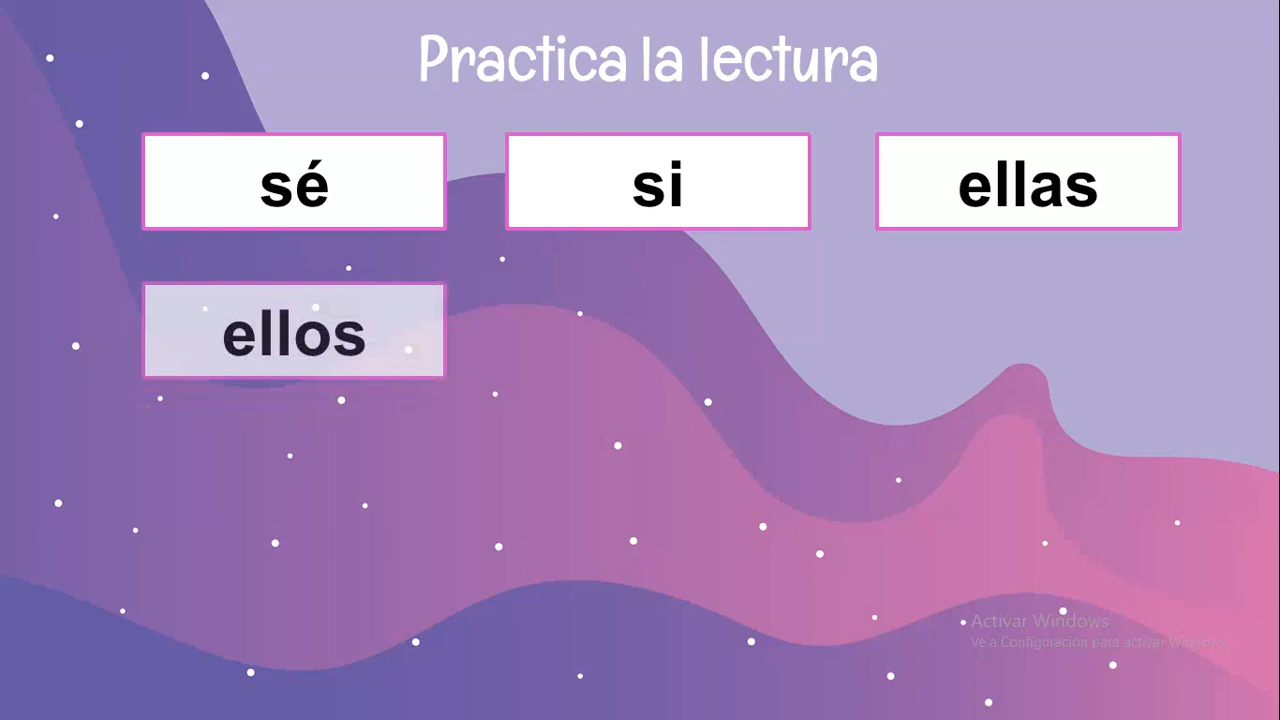 Practica la lectura
sé si ellas
ellos
Activar Windows
Ve a Configuración para activar Windows.